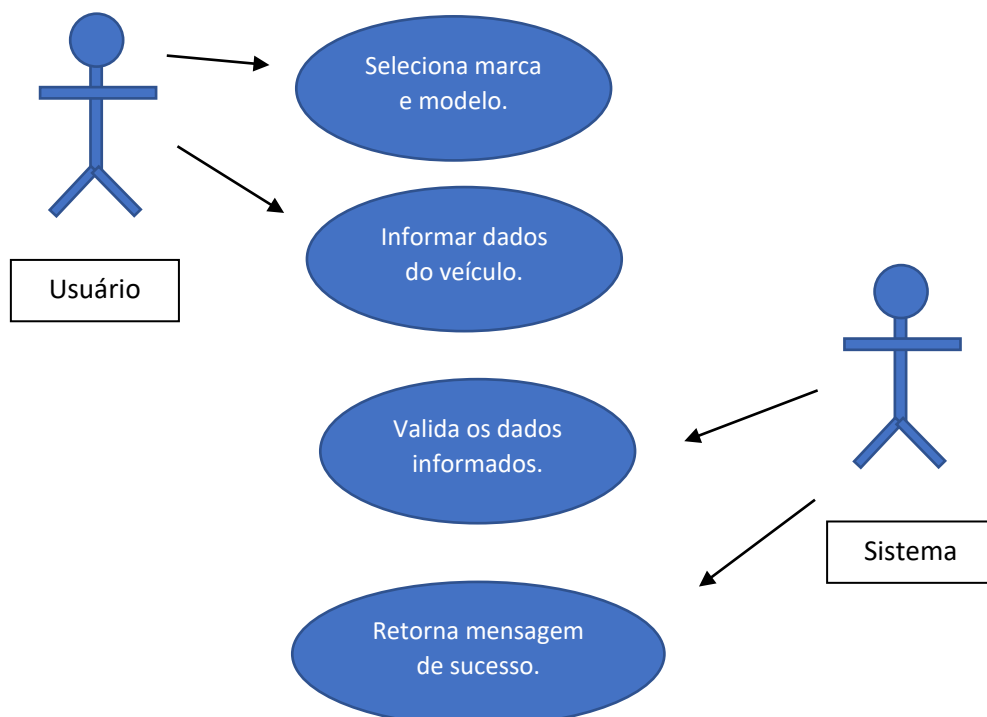 Seleciona marca
e modelo.
Informar dados
do veículo.
Usuário
Valida os dados
informados.
Sistema
Retorna mensagem
de sucesso.